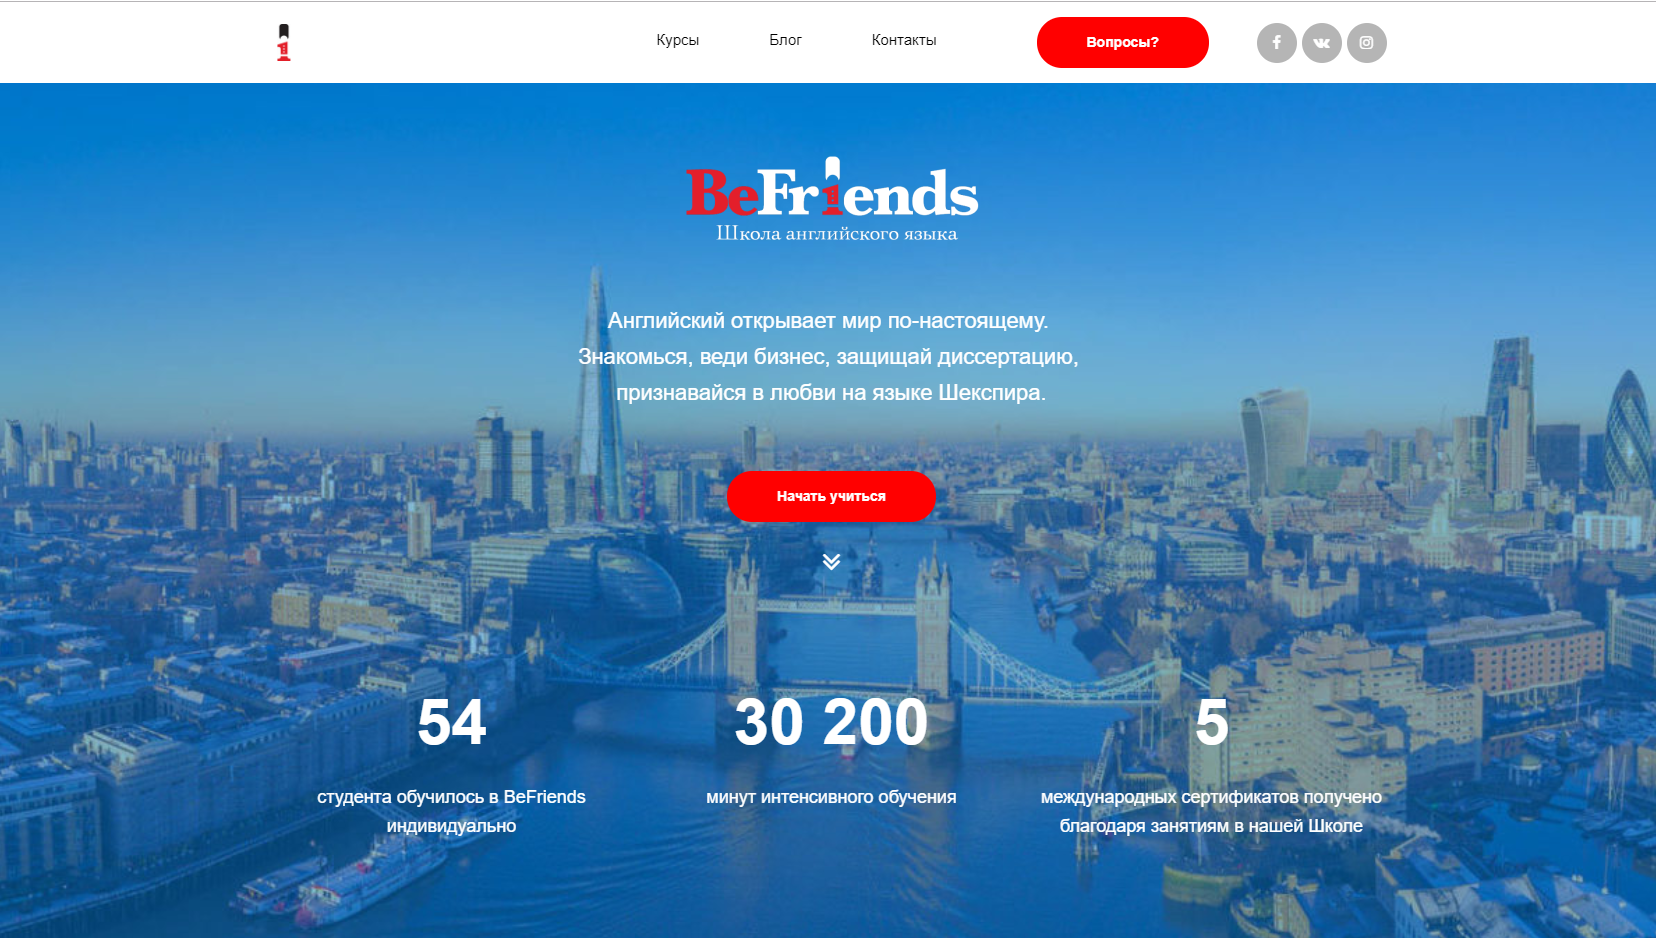 Курсы
Блог
Контакты
Вопросы?
BeFriends
Школа английского языка
Английский открывает мир по-настоящему.
Знакомься, веди бизнес, защищай диссертацию,
признавайся в любви на языке Шекспира.
Начать учиться
54
30 200
5
студента обучилось в BeFriends
индивидуально
минут интенсивного обучения
международных сертификатов получено
благодаря занятиям в нашей Школе